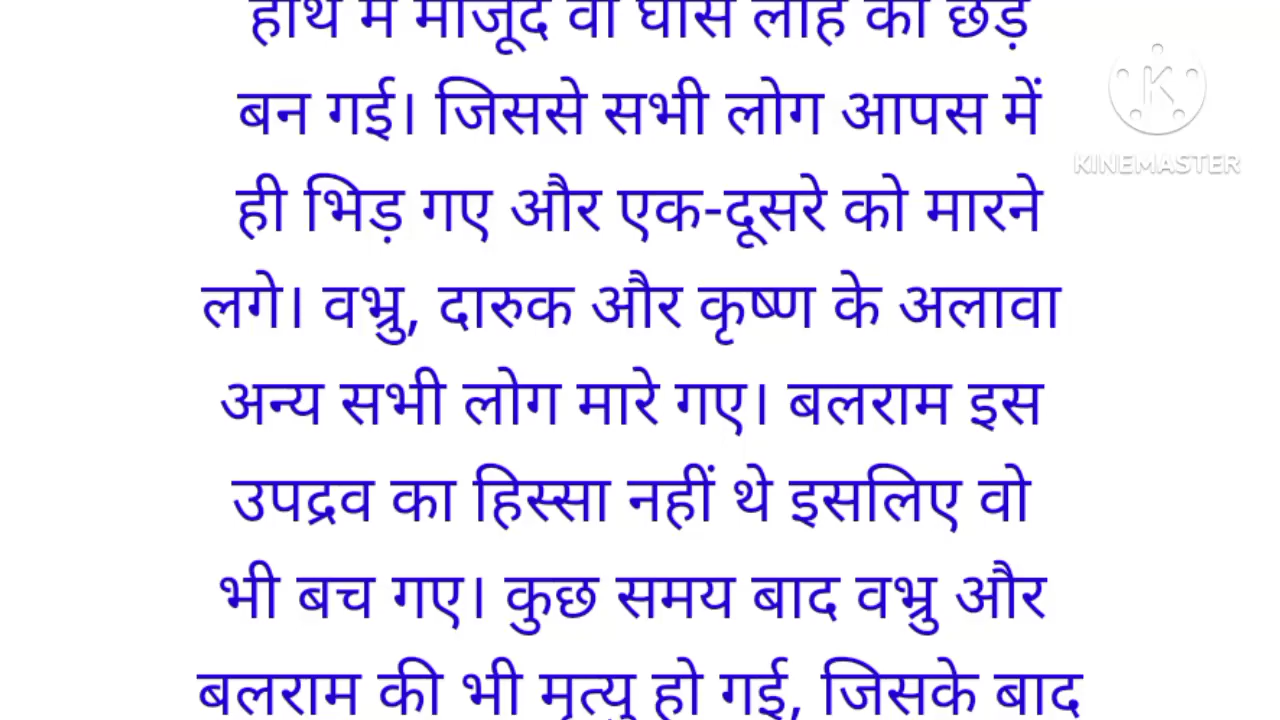 हाथ में मौजूद वो घास लोहे की छड़
बन गई। जिससे सभी लोग आपस में
ही भिड़ गए और एक-दूसरे को मारने
लगे। वभ्रु, दारुक और कृष्ण के अलावा
अन्य सभी लोग मारे गए। बलराम इस
उपद्रव का हिस्सा नहीं थे इसलिए वो
भी बच गए। कुछ समय बाद वभ्रु और
बलराम की भी मृत्यु हो गई, जिसके बाद
KINEMASTER